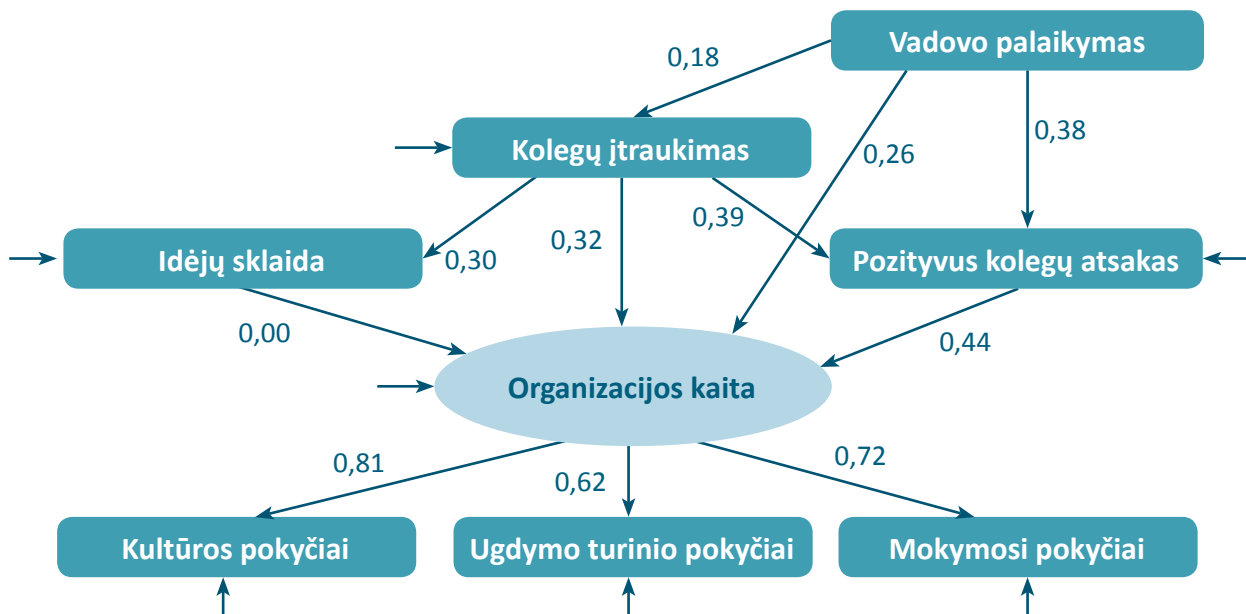 Vadovo palaikymas
0,18
Kolegų įtraukimas
0,38
0,26
0,39
0,32
0,30
Idėjų sklaida
Pozityvus kolegų atsakas
0,00
0,44
Organizacijos kaita
0,81
0,62
0,72
Kultūros pokyčiai
Ugdymo turinio pokyčiai
Mokymosi pokyčiai